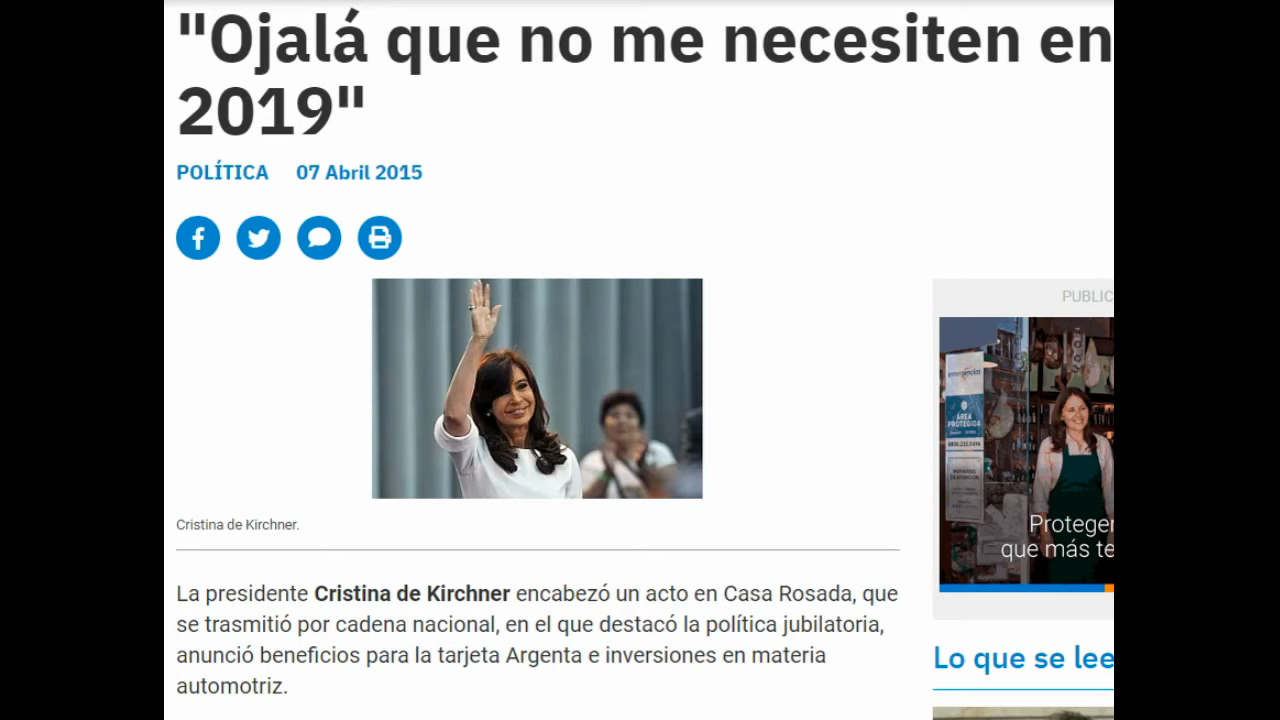 "Ojalá que no me necesiten en
2019"
POLÍTICA 07 Abril 2015
Cristina de Kirchner.
La presidente Cristina de Kirchner encabezó un acto en Casa Rosada, que
se trasmitió por cadena nacional, en el que destacó la política jubilatoria,
anunció beneficios para la tarjeta Argenta e inversiones en materia
automotriz.
PUBLIC
emergencias
ÁREA
PROTEGIDA
Proteger
que más te
Lo que se lee